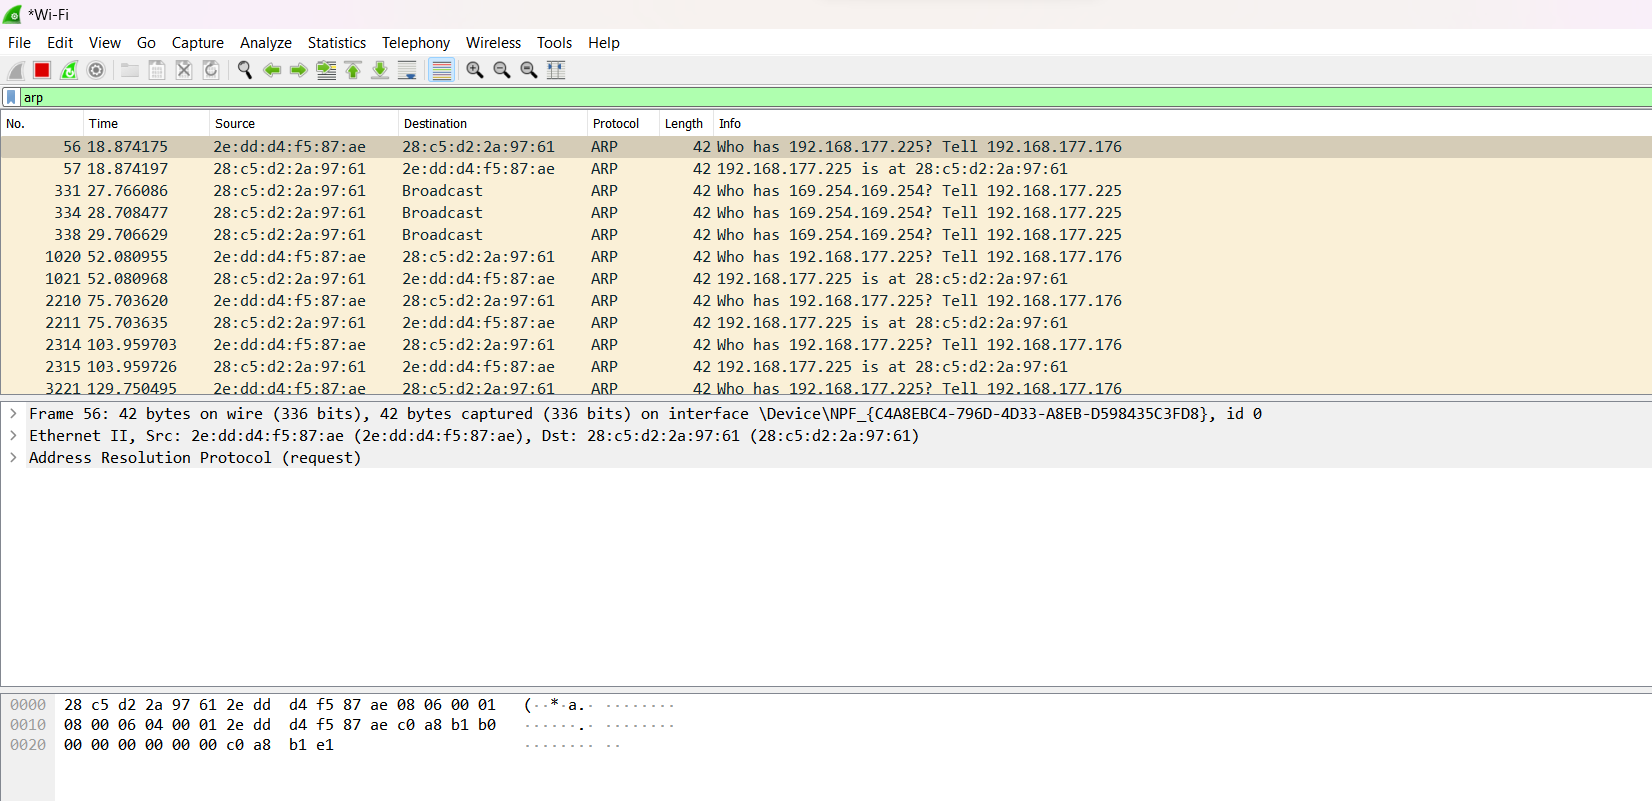 *Wi-Fi
File Edit View Go Capture Analyze Statistics Telephony Wireless Tools Help
arp
No. Time Source Destination Protocol Length Info
56 18.874175 2e:dd:d4:f5:87:ae 28:c5:d2:2a:97:61 ARP 42 Who has 192.168.177.225? Tell 192.168.177.176
57 18.874197 28:c5:d2:2a:97:61 2e:dd:d4:f5:87:ae ARP 42 192.168.177.225 is at 28:c5:d2:2a:97:61
331 27.766086 28:c5:d2:2a:97:61 Broadcast ARP 42 Who has 169.254.169.254? Tell 192.168.177.225
334 28.708477 28:c5:d2:2a:97:61 Broadcast ARP 42 Who has 169.254.169.254? Tell 192.168.177.225
338 29.706629 28:c5:d2:2a:97:61 Broadcast ARP 42 Who has 169.254.169.254? Tell 192.168.177.225
1020 52.080955 2e:dd:d4:f5:87:ae 28:c5:d2:2a:97:61 ARP 42 Who has 192.168.177.225? Tell 192.168.177.176
1021 52.080968 28:c5:d2:2a:97:61 2e:dd:d4:f5:87:ae ARP 42 192.168.177.225 is at 28:c5:d2:2a:97:61
2210 75.703620 2e:dd:d4:f5:87:ae 28:c5:d2:2a:97:61 ARP 42 Who has 192.168.177.225? Tell 192.168.177.176
2211 75.703635 28:c5:d2:2a:97:61 2e:dd:d4:f5:87:ae ARP 42 192.168.177.225 is at 28:c5:d2:2a:97:61
2314 103.959703 2e:dd:d4:f5:87:ae 28:c5:d2:2a:97:61 ARP 42 Who has 192.168.177.225? Tell 192.168.177.176
2315 103.959726 28:c5:d2:2a:97:61 2e:dd:d4:f5:87:ae ARP 42 192.168.177.225 is at 28:c5:d2:2a:97:61
3221 129.750495 2e:dd:d4:f5:87:ae 28:c5:d2:2a:97:61 ARP 42 Who has 192.168.177.225? Tell 192.168.177.176
Frame 56: 42 bytes on wire (336 bits), 42 bytes captured (336 bits) on interface \Device\NPF_{C4A8EBC4-796D-4D33-A8EB-D598435C3FD8}, id 0
Ethernet II, Src: 2e:dd:d4:f5:87:ae (2e:dd:d4:f5:87:ae), Dst: 28:c5:d2:2a:97:61 (28:c5:d2:2a:97:61)
Address Resolution Protocol (request)
0000 28 c5 d2 2a 97 61 2e dd d4 f5 87 ae 08 06 00 01 (··*·a.· ········
0010 08 00 06 04 00 01 2e dd d4 f5 87 ae c0 a8 b1 b0 ······.· ········
0020 00 00 00 00 00 00 c0 a8 b1 e1 ········ ··